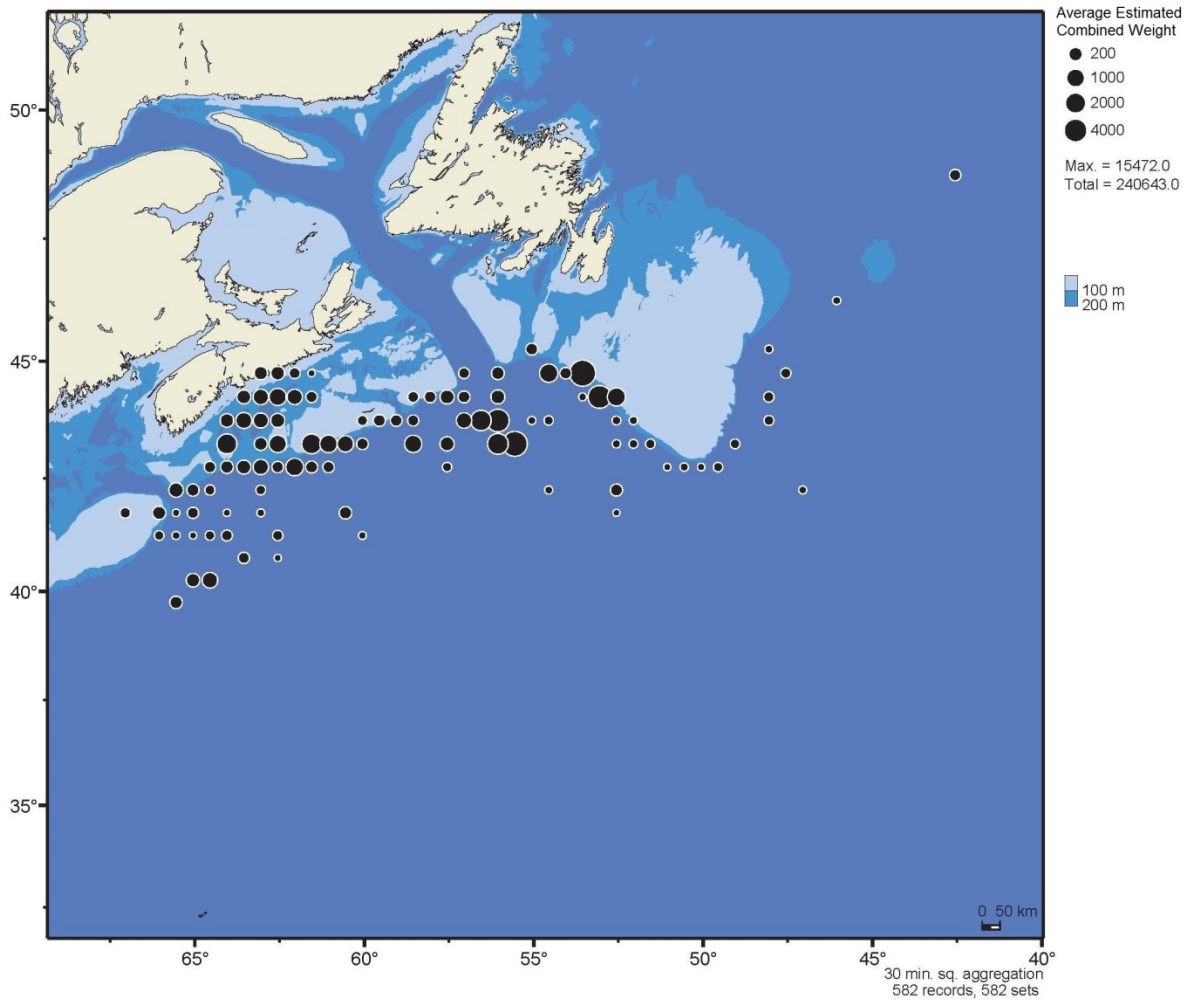 Average Estimated
Combined Weight
200
1000
2000
4000
Max. = 15472.0
Total = 240643.0
100 m
200 m
50°
45°
40°
35°
0 50 km
65°
60°
55°
50°
45°
40°
30 min. sq. aggregation
582 records, 582 sets